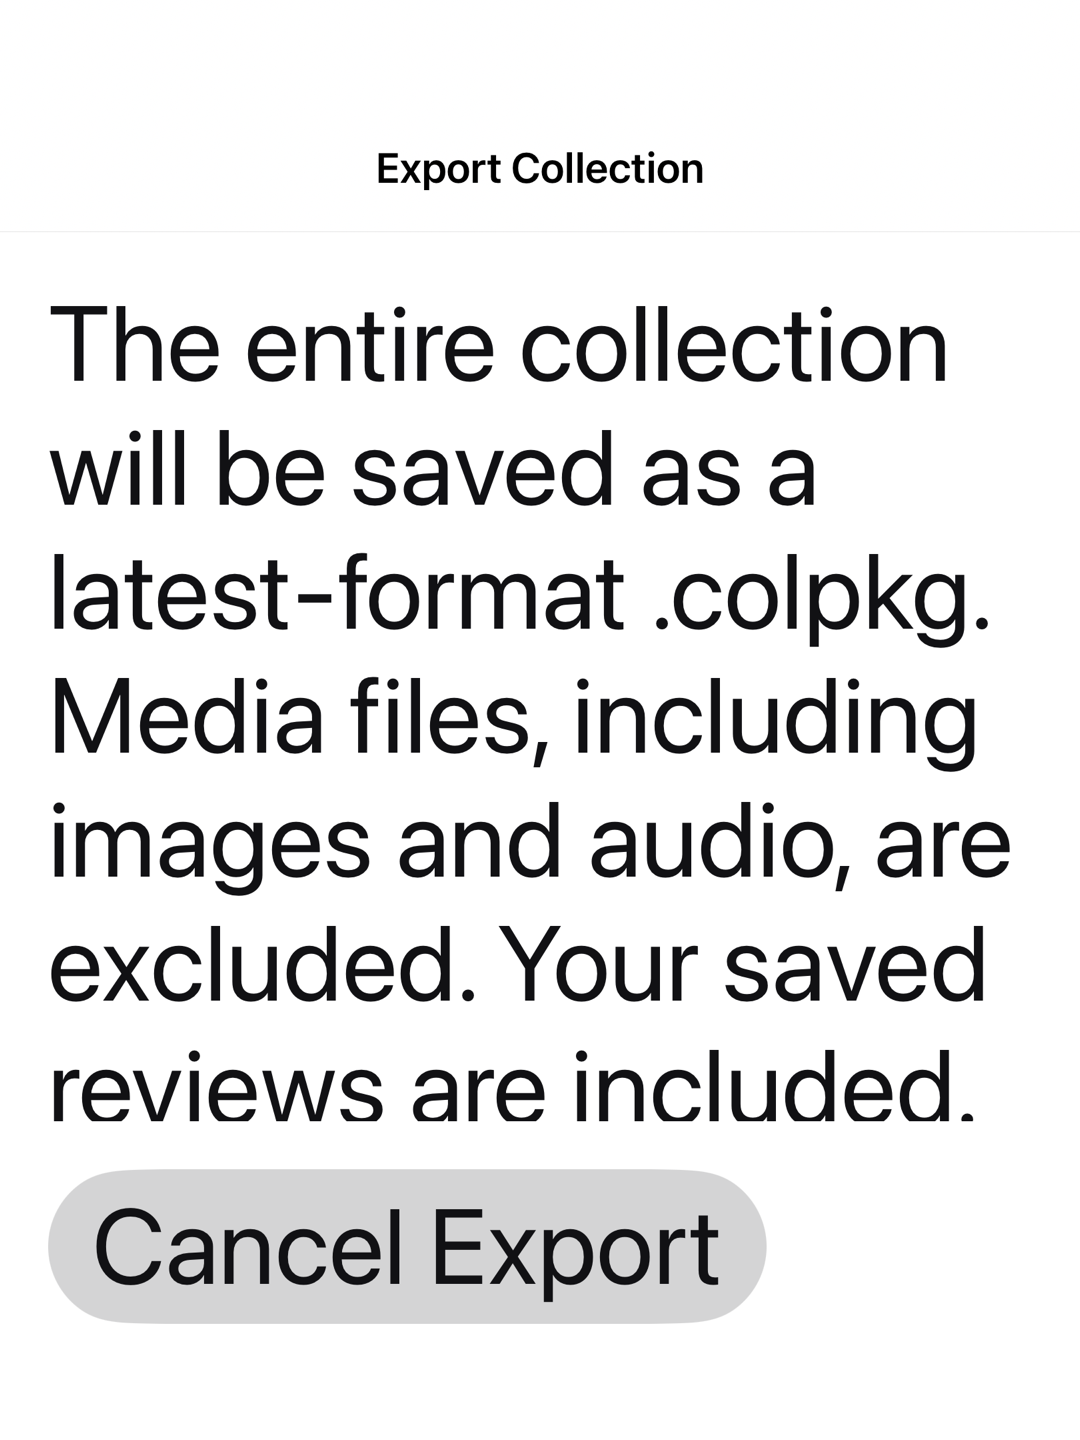 Export Collection
The entire collection
will be saved as a
latest-format .colpkg.
Media files, including
images and audio, are
excluded. Your saved
reviews are included.
Cancel Export